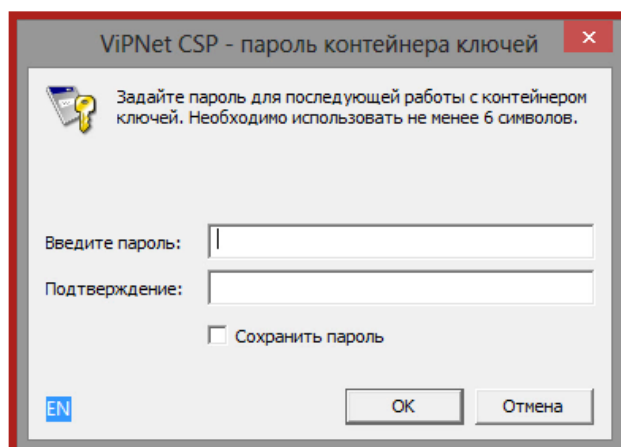 ViPNet CSP - пароль контейнера ключей
Задайте пароль для последующей работы с контейнером
ключей. Необходимо использовать не менее 6 символов.
Введите пароль:
Подтверждение:
Сохранить пароль
EN
OK
Отмена